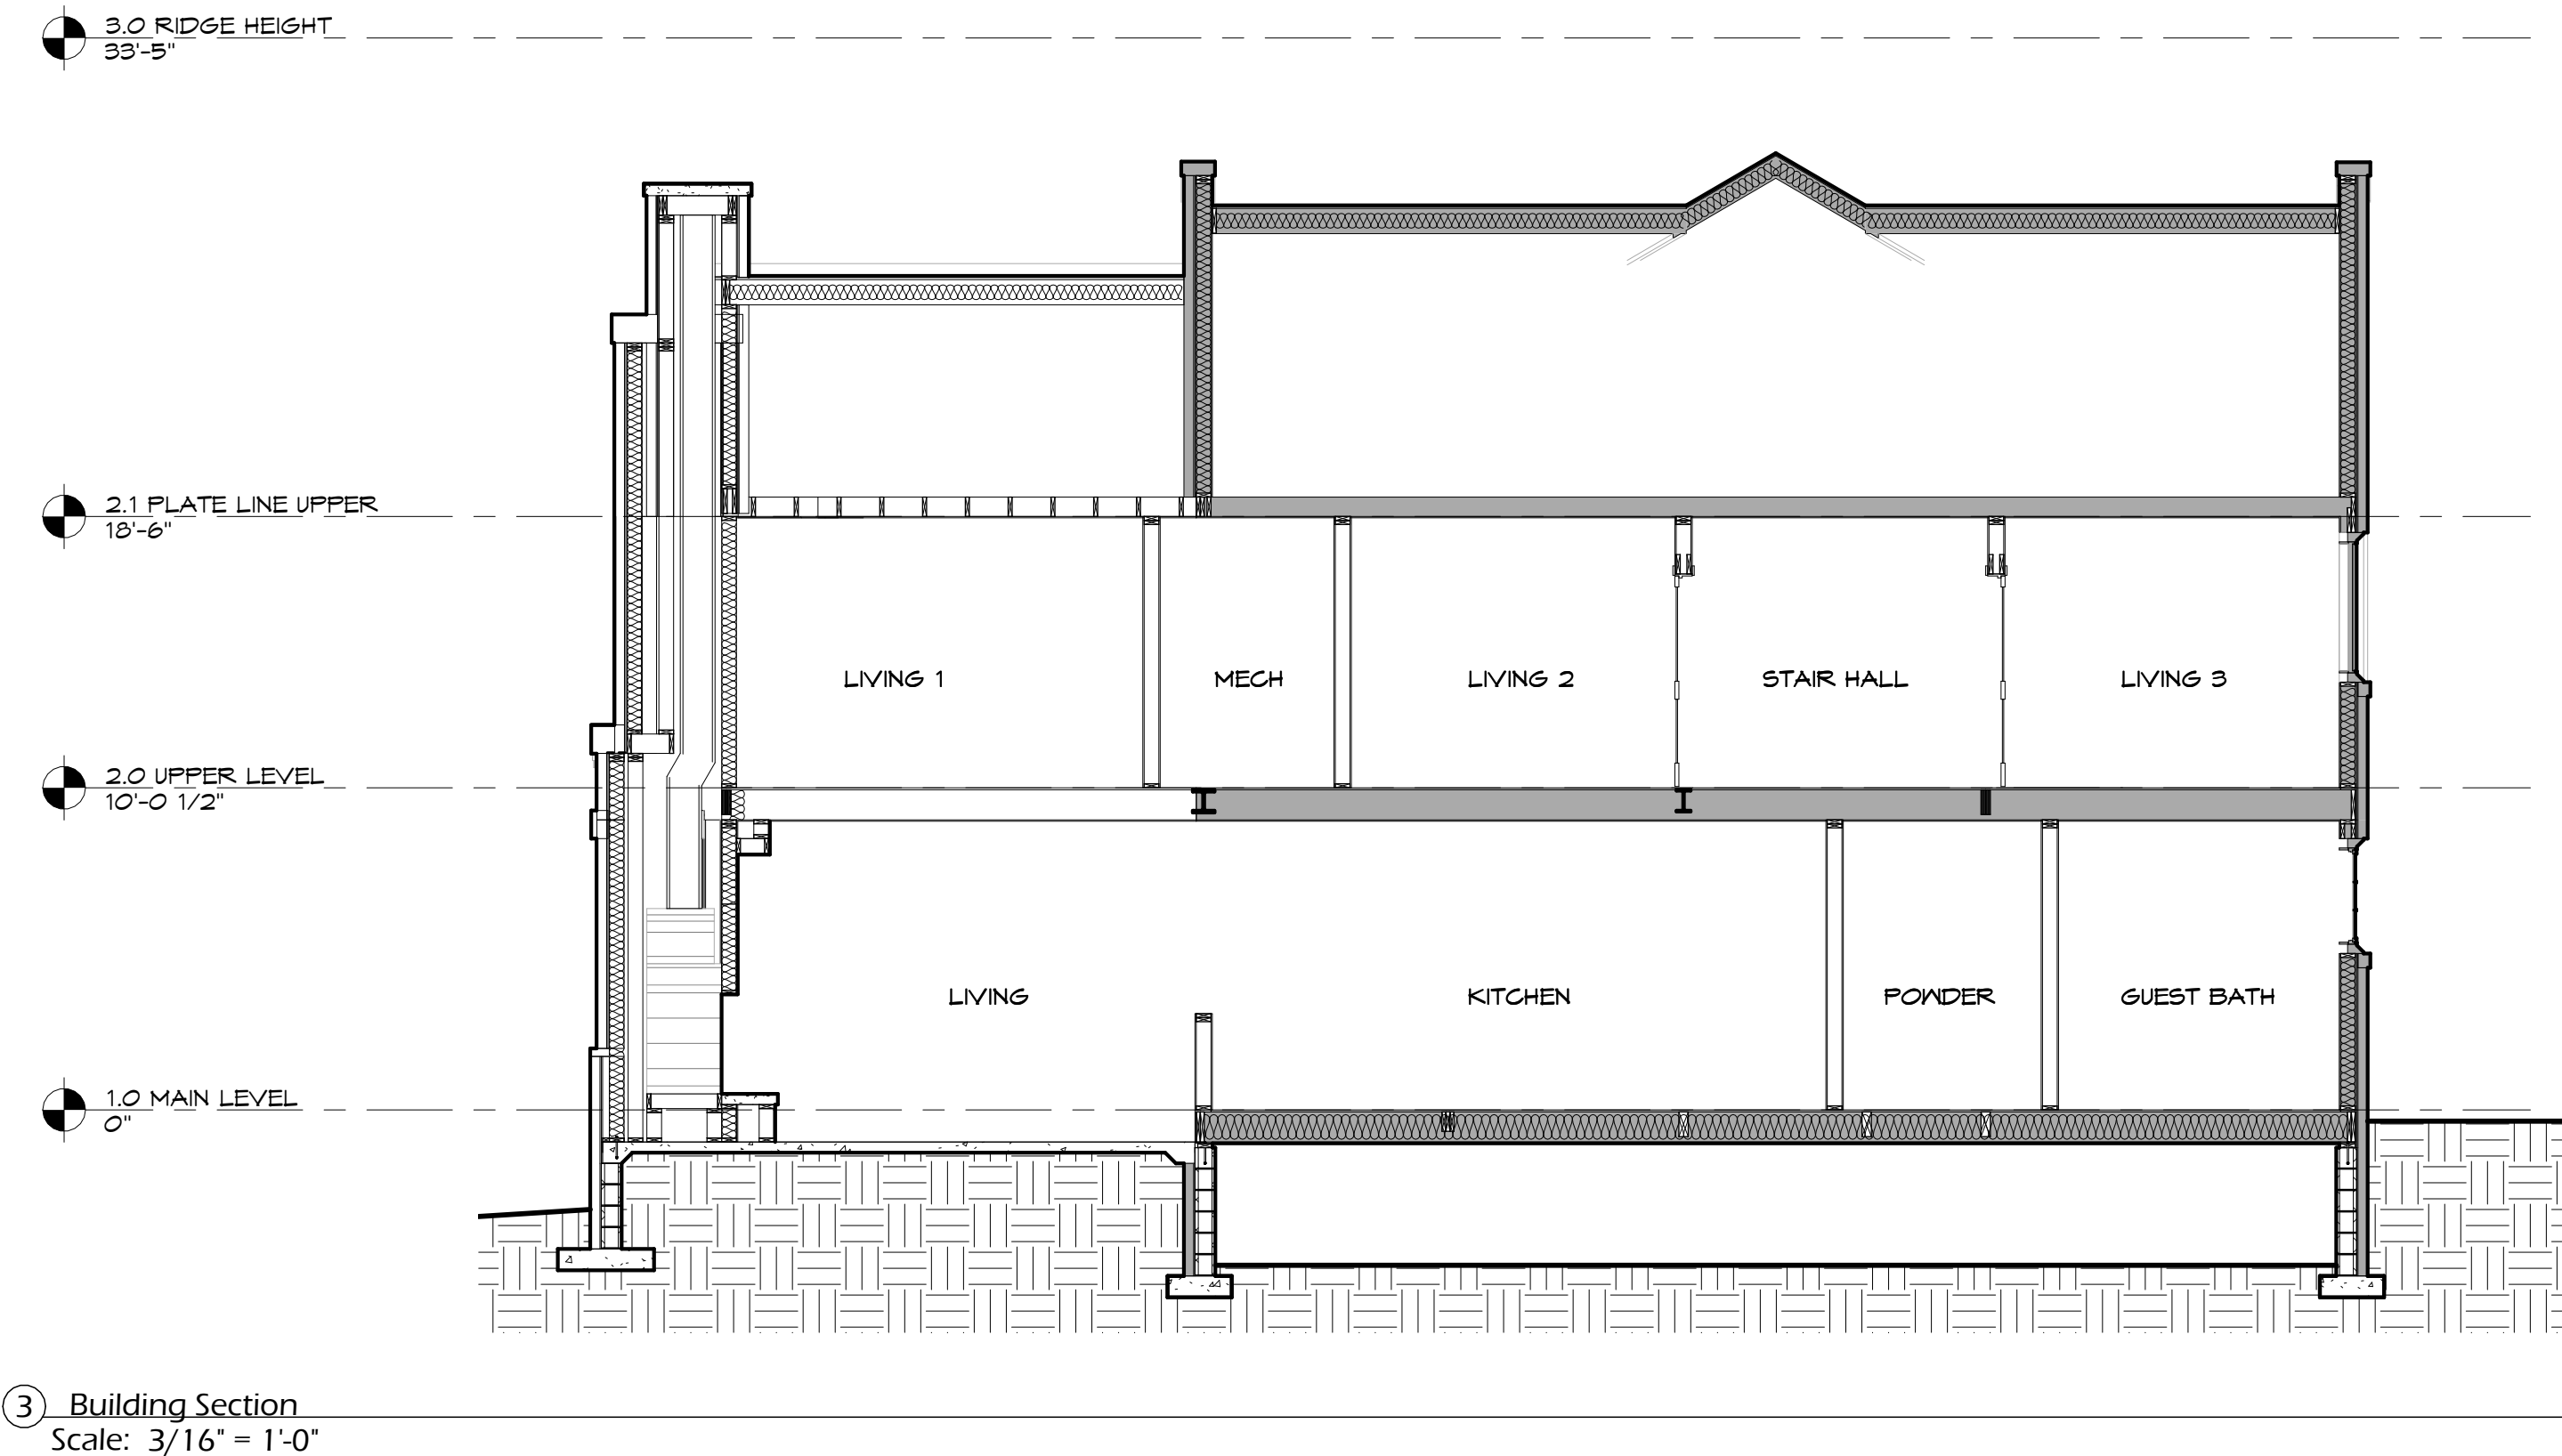 3.0 RIDGE HEIGHT
33'-5"
2.1 PLATE LINE UPPER
18'-6"
LIVING 1
MECH
LIVING 2
STAIR HALL
LIVING 3
2.0 UPPER LEVEL
10'-0 1/2"
LIVING
KITCHEN
POWDER
GUEST BATH
1.0 MAIN LEVEL
0"
3 Building Section
Scale: 3/16" = 1'-0"